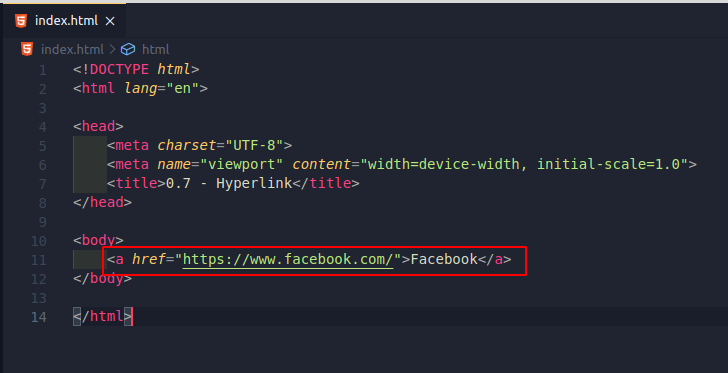 index.html ×
index.html > html
1 <!DOCTYPE html>
2 <html lang="en">
3
4 <head>
5     <meta charset="UTF-8">
6     <meta name="viewport" content="width=device-width, initial-scale=1.0">
7     <title>0.7 - Hyperlink</title>
8 </head>
9
10 <body>
11     <a href="https://www.facebook.com/">Facebook</a>
12 </body>
13
14 </html>